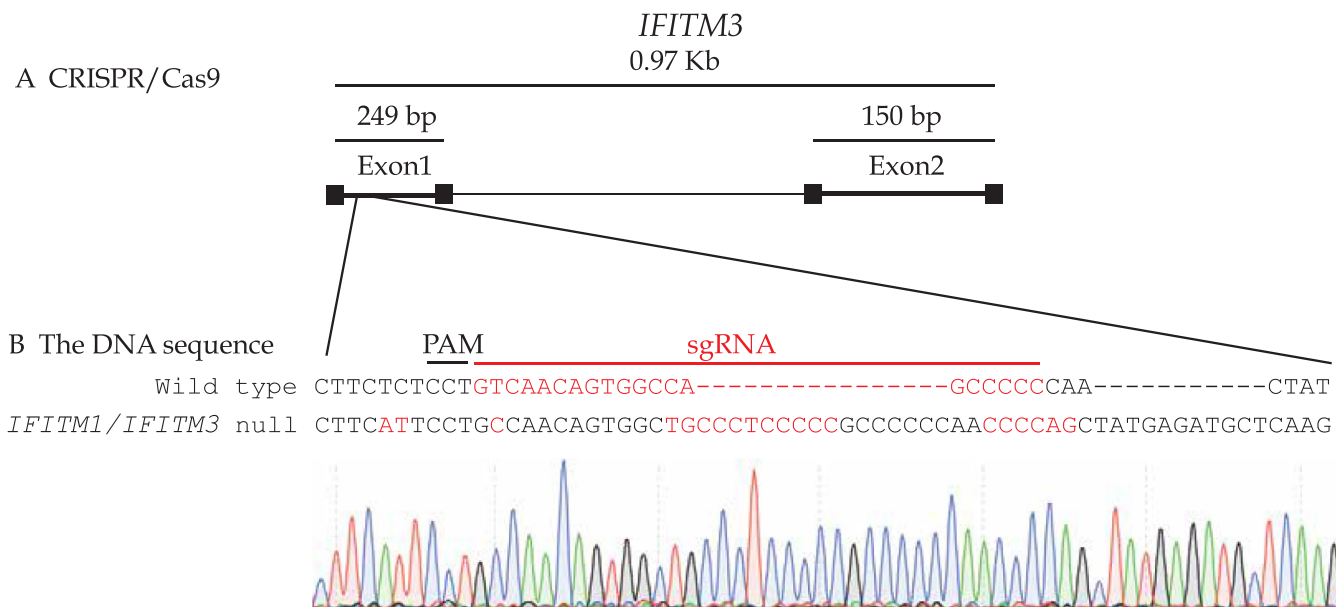 IFITM3
0.97 Kb
A CRISPR/Cas9
249 bp 150 bp
Exon1 Exon2
B The DNA sequence PAM sgRNA
Wild type CTTCTCTCCTGTCAACAGTGGCCA----------------GCCCCCCAA-----------CTAT
IFITM1/IFITM3 null CTTCATTCCTGCCAACAGTGGCTGCCCTCCCCCGCCCCCCAACCCCAGCTATGAGATGCTCAAG